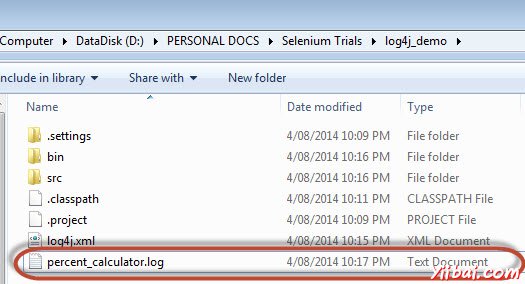 Computer ▸ DataDisk (D:) ▸ PERSONAL DOCS ▸ Selenium Trials ▸ log4j_demo ▸
Include in library ▾ Share with ▾ New folder
Name Date modified Type
.settings 4/08/2014 10:09 PM File folder
bin 4/08/2014 10:16 PM File folder
src 4/08/2014 10:16 PM File folder
.classpath 4/08/2014 10:11 PM CLASSPATH File
.project 4/08/2014 10:09 PM PROJECT File
log4j.xml 4/08/2014 10:15 PM XML Document
percent_calculator.log 4/08/2014 10:17 PM Text Document
Yiibai.com